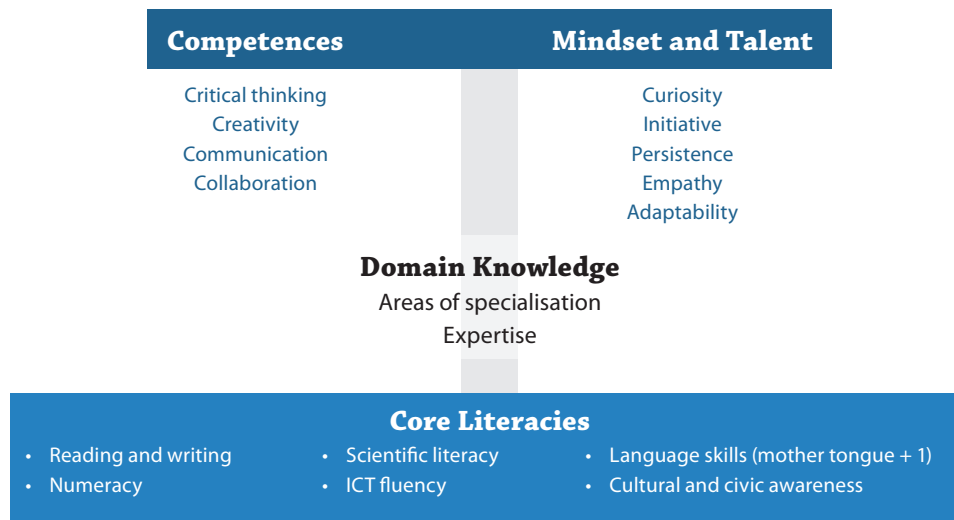 Competences
Mindset and Talent
Critical thinking
Creativity
Communication
Collaboration
Curiosity
Initiative
Persistence
Empathy
Adaptability
Domain Knowledge
Areas of specialisation
Expertise
Core Literacies
• Reading and writing
• Numeracy
• Scientific literacy
• ICT fluency
• Language skills (mother tongue + 1)
• Cultural and civic awareness